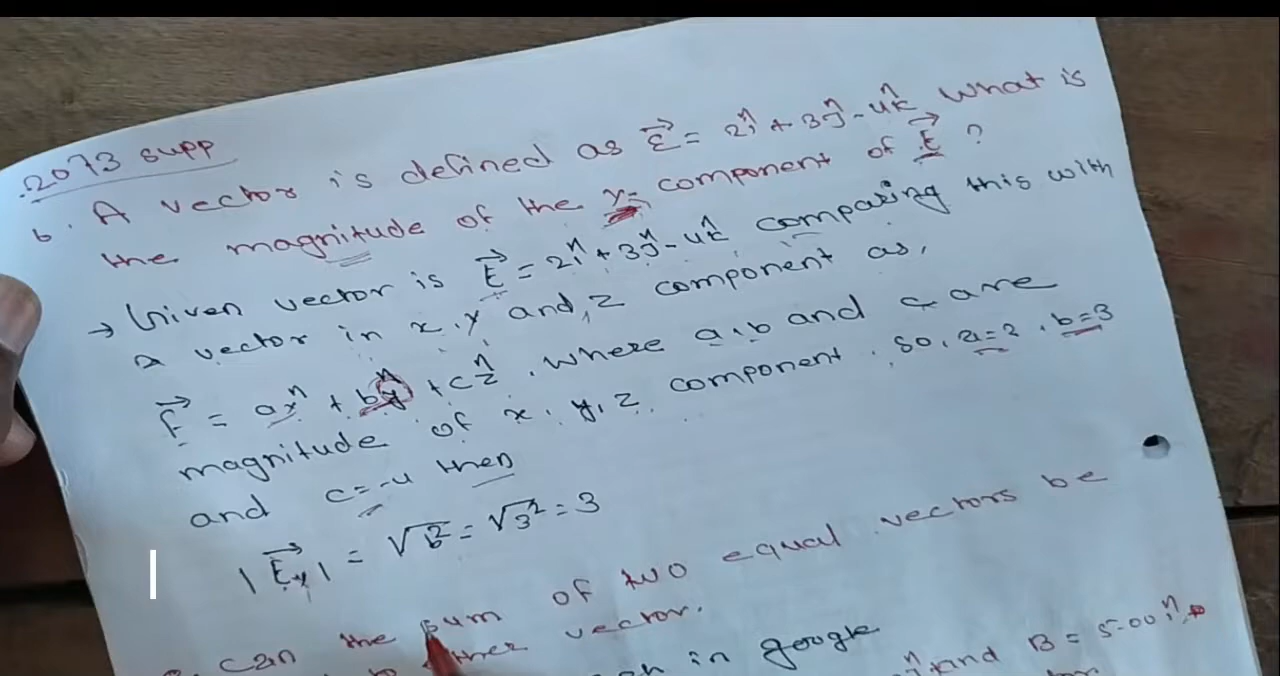 2073 supp
6. A vector is defined as E⃗ = 2î + 3ĵ - 4k̂ What is
the magnitude of the y- component of E⃗ ?
→ Given vector is E⃗ = 2î + 3ĵ - 4k̂ comparing this with
a vector in x, y and, z component as,
F⃗ = ax̂ + bŷ + cẑ . where a, b and c are
magnitude of x, y, z component . so, a=2 , b=3
and c=-4 then
|E⃗y| = √b² = √3² = 3
can the sum of two equal vectors be
vector.
in google
and B = 5.00î